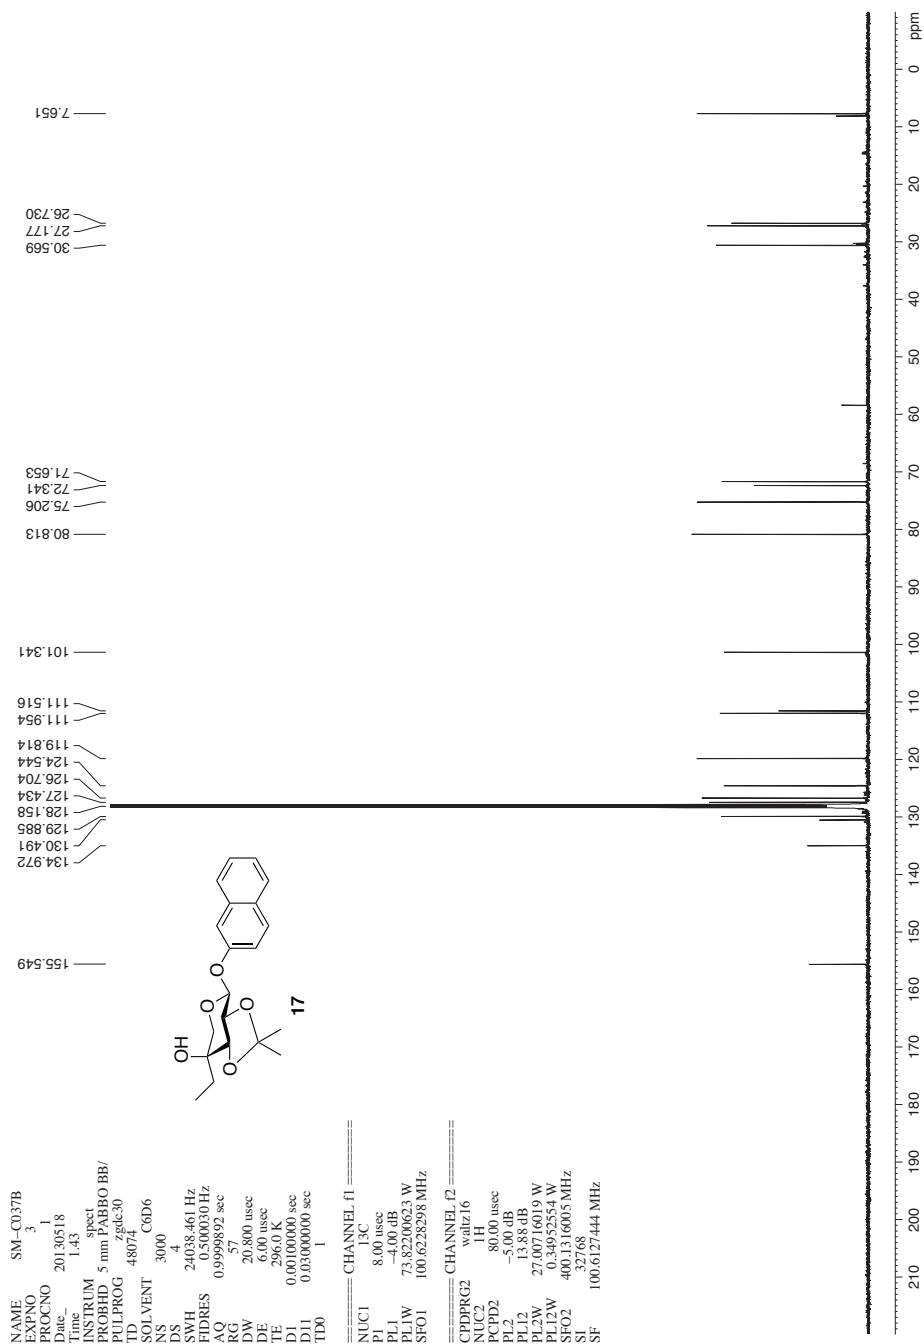 NAME SM-C037B
EXPNO 3
PROCNO 1
Date_ 20130518
Time 1.43
INSTRUM spect
PROBHD 5 mm PABBO BB/
PULPROG zgdc30
TD 48074
SOLVENT C6D6
NS 3000
DS 4
SWH 24038.461 Hz
FIDRES 0.500030 Hz
AQ 0.9999892 sec
RG 57
DW 20.800 usec
DE 6.00 usec
TE 296.0 K
D1 0.00100000 sec
D11 0.03000000 sec
TD0 1
======== CHANNEL f1 ========
NUC1 13C
P1 8.00 usec
PL1 -4.00 dB
PL1W 73.82200623 W
SFO1 100.6228298 MHz
======== CHANNEL f2 ========
CPDPRG2 waltz16
NUC2 1H
PCPD2 80.00 usec
PL2 -5.00 dB
PL12 13.88 dB
PL2W 27.00716019 W
PL12W 0.34952554 W
SFO2 400.1316005 MHz
SI 32768
SF 100.6127444 MHz
155.549
134.972
130.491
129.885
128.158
127.434
126.704
124.544
119.814
111.954
111.516
101.341
80.813
75.206
72.341
71.653
30.569
27.177
26.730
7.651
OH
O
O
O
O
17
210 200 190 180 170 160 150 140 130 120 110 100 90 80 70 60 50 40 30 20 10 0 ppm